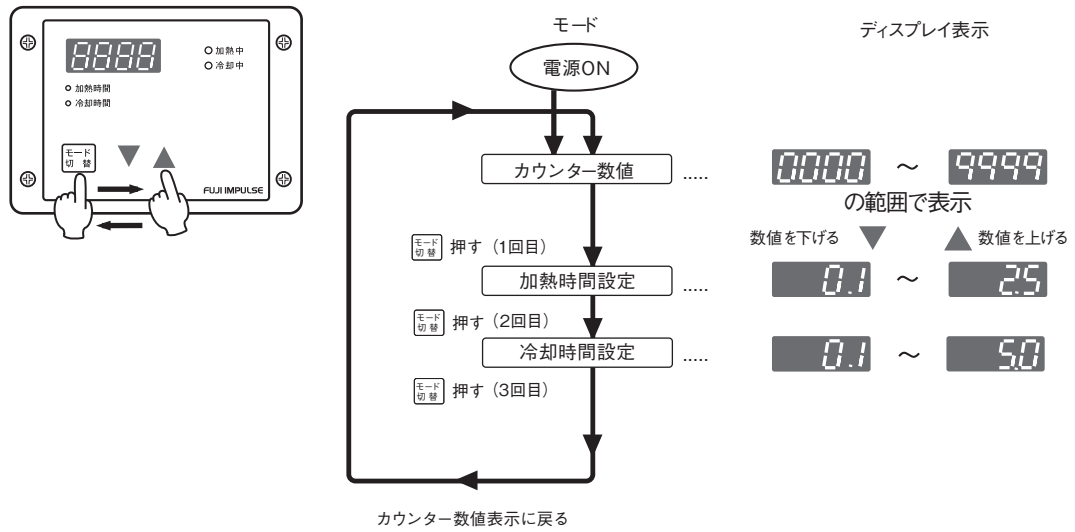 8888
加熱中
冷却中
加熱時間
冷却時間
モード
切 替
FUJI IMPULSE
モード
ディスプレイ表示
電源ON
カウンター数値 ..... 0000 ～ 9999
の範囲で表示
数値を下げる ▼ ▲ 数値を上げる
モード切替 押す (1回目)
加熱時間設定 ..... 0.1 ～ 2.5
モード切替 押す (2回目)
冷却時間設定 ..... 0.1 ～ 5.0
モード切替 押す (3回目)
カウンター数値表示に戻る